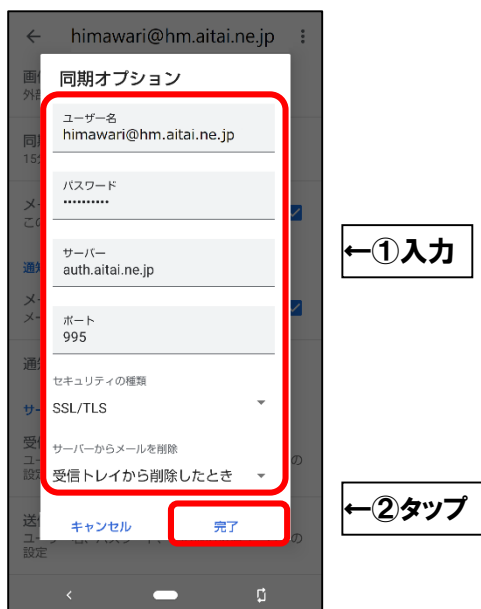 himawari@hm.aitai.ne.jp
同期オプション
ユーザー名
himawari@hm.aitai.ne.jp
パスワード
••••••••••
サーバー
auth.aitai.ne.jp
←①入力
ポート
995
セキュリティの種類
SSL/TLS
サーバーからメールを削除
受信トレイから削除したとき
キャンセル
完了
←②タップ
設定